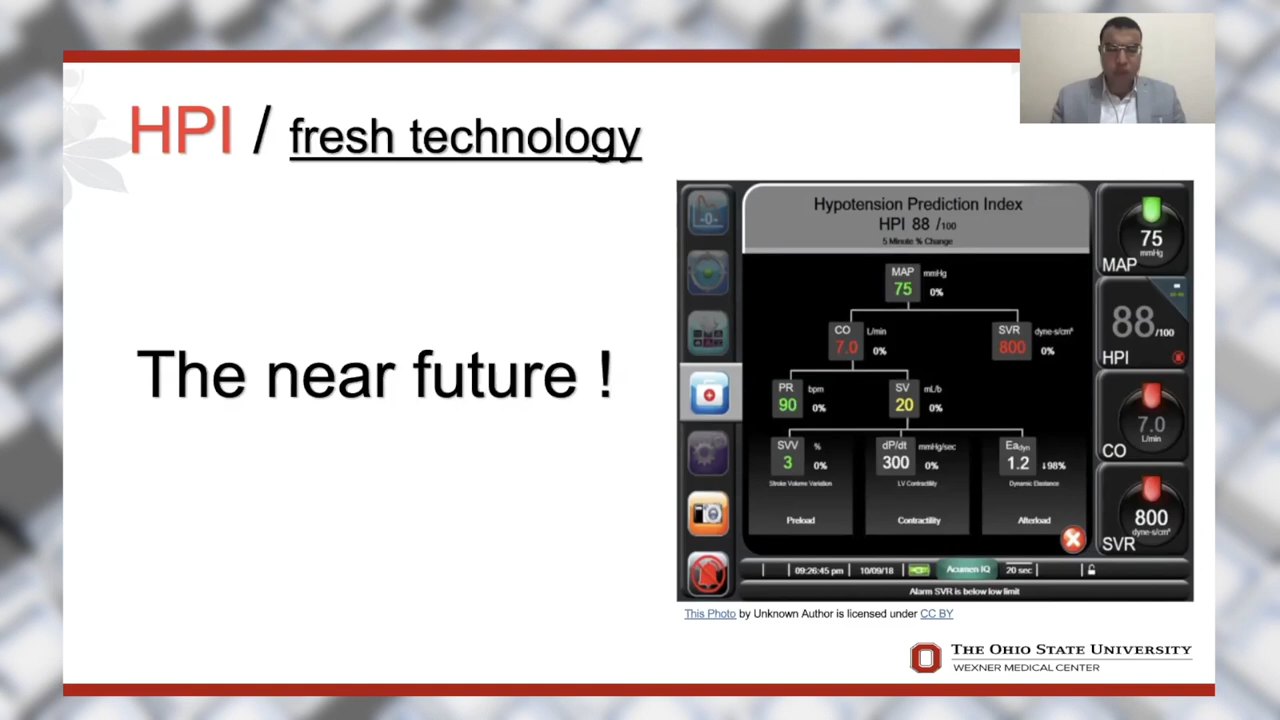 HPI / fresh technology
The near future !
Hypotension Prediction Index
HPI 88 /100
5 Minute % Change
MAP mmHg
75 0%
CO L/min
7.0 0%
SVR dyne-s/cm⁵
800 0%
PR bpm
90 0%
SV mL/b
20 0%
SVV %
3 0%
Stroke Volume Variation
Preload
dP/dt mmHg/sec
300 0%
LV Contractility
Contractility
Eadyn
1.2 ↓98%
Dynamic Elastance
Afterload
-0-
75
mmHg
MAP
88/100
HPI
7.0
L/min
CO
800
dyne-s/cm⁵
SVR
09:26:45 pm 10/09/18 Acumen IQ 20 sec
Alarm SVR is below low limit
This Photo by Unknown Author is licensed under CC BY
THE OHIO STATE UNIVERSITY
WEXNER MEDICAL CENTER